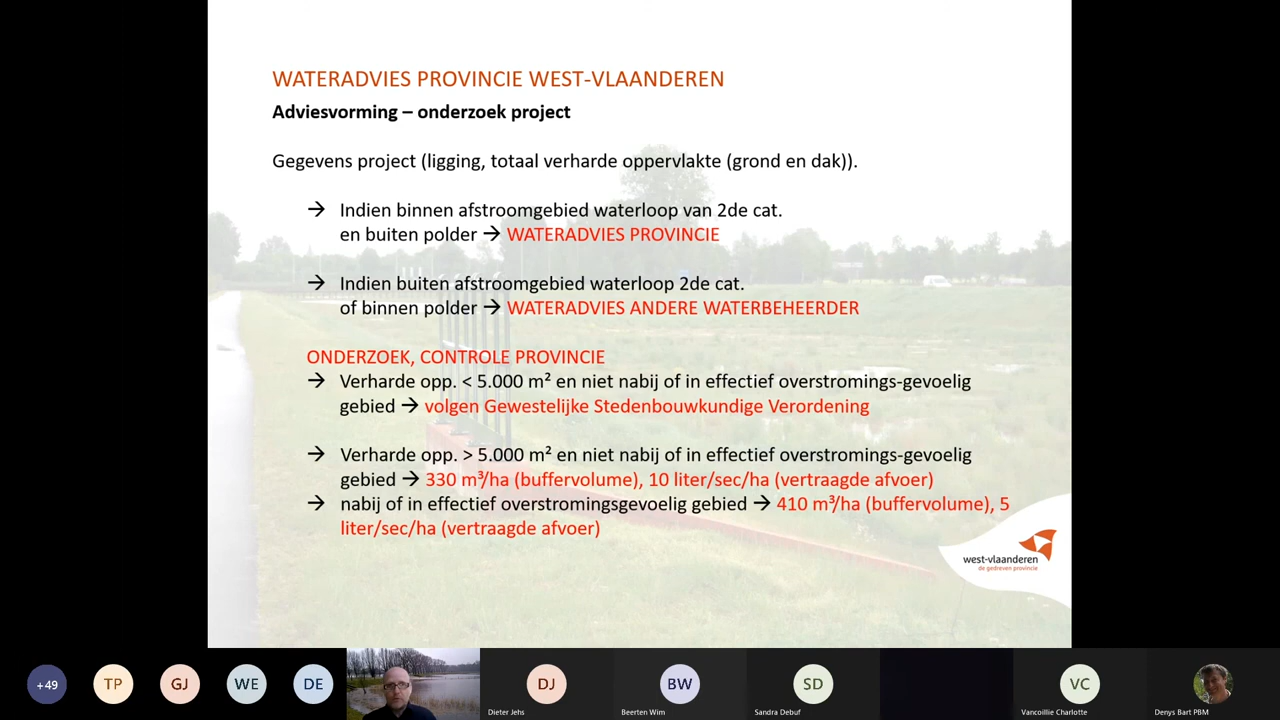 WATERADVIES PROVINCIE WEST-VLAANDEREN
Adviesvorming – onderzoek project
Gegevens project (ligging, totaal verharde oppervlakte (grond en dak)).
→ Indien binnen afstroomgebied waterloop van 2de cat.
en buiten polder → WATERADVIES PROVINCIE
→ Indien buiten afstroomgebied waterloop 2de cat.
of binnen polder → WATERADVIES ANDERE WATERBEHEERDER
ONDERZOEK, CONTROLE PROVINCIE
→ Verharde opp. < 5.000 m² en niet nabij of in effectief overstromings-gevoelig
gebied → volgen Gewestelijke Stedenbouwkundige Verordening
→ Verharde opp. > 5.000 m² en niet nabij of in effectief overstromings-gevoelig
gebied → 330 m³/ha (buffervolume), 10 liter/sec/ha (vertraagde afvoer)
→ nabij of in effectief overstromingsgevoelig gebied → 410 m³/ha (buffervolume), 5
liter/sec/ha (vertraagde afvoer)
west-vlaanderen
de gedreven provincie
+49
TP
GJ
WE
DE
DJ
BW
SD
VC
Dieter Jehs
Beerten Wim
Sandra Debuf
Vancoillie Charlotte
Denys Bart PBM